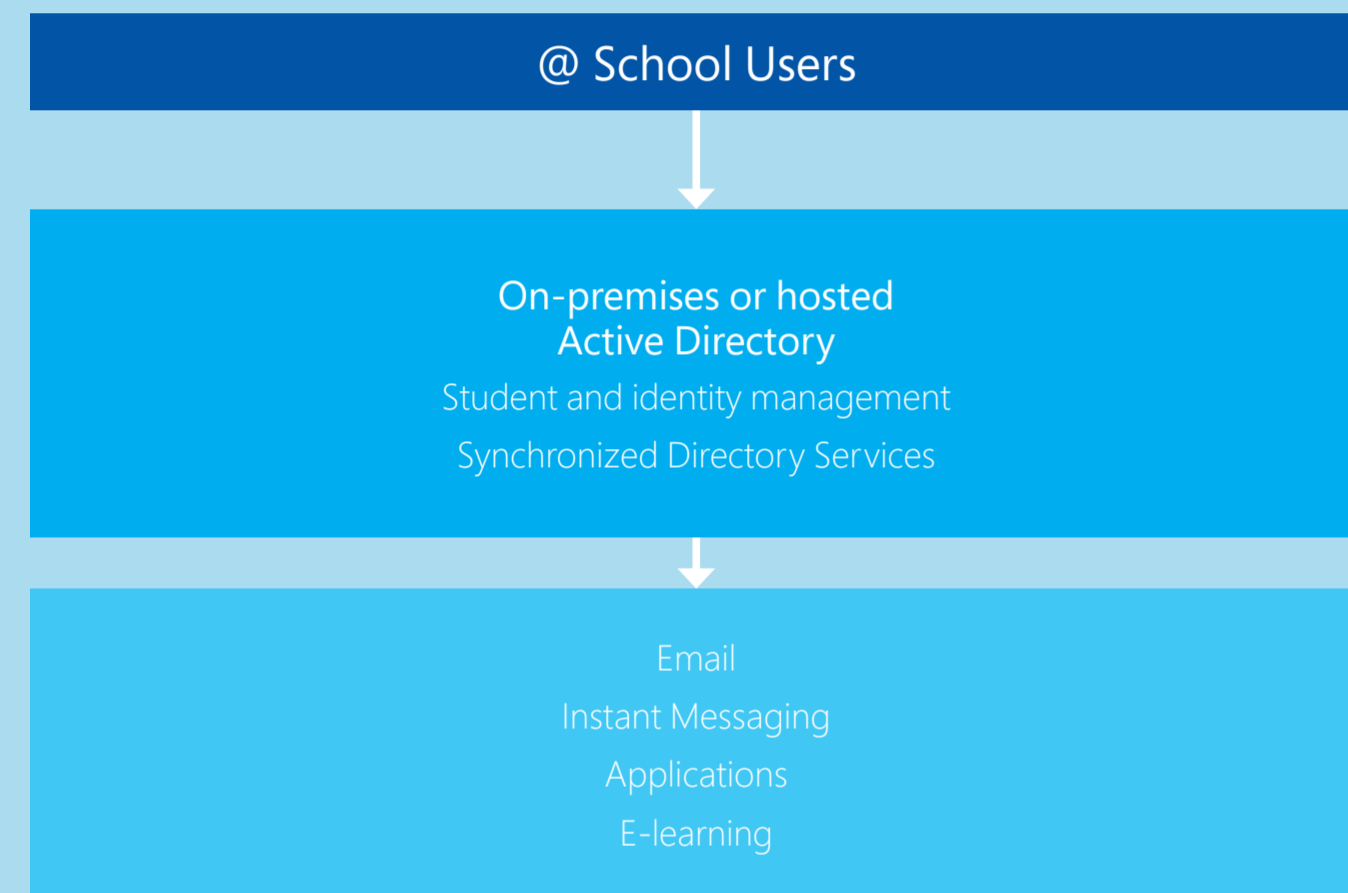 @ School Users
On-premises or hosted
Active Directory
Student and identity management
Synchronized Directory Services
Email
Instant Messaging
Applications
E-learning